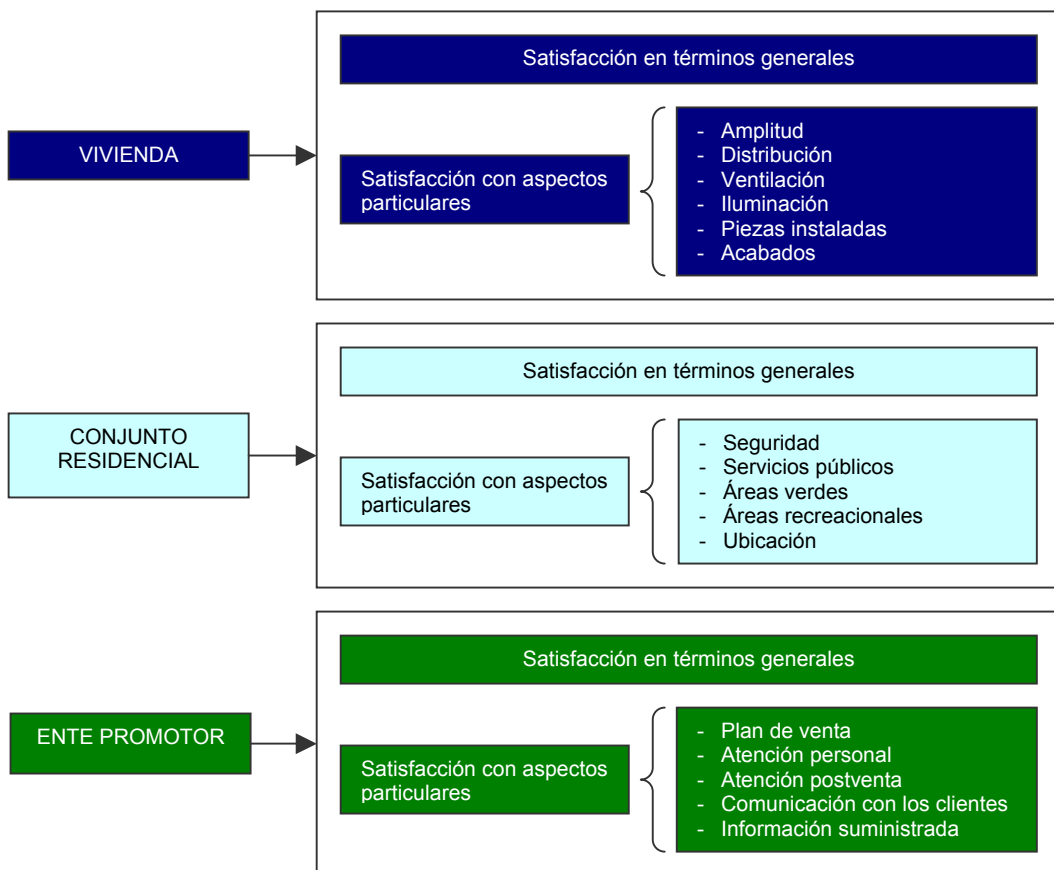 VIVIENDA
Satisfacción en términos generales
Satisfacción con aspectos
particulares
- Amplitud
- Distribución
- Ventilación
- Iluminación
- Piezas instaladas
- Acabados
CONJUNTO
RESIDENCIAL
Satisfacción en términos generales
Satisfacción con aspectos
particulares
- Seguridad
- Servicios públicos
- Áreas verdes
- Áreas recreacionales
- Ubicación
ENTE PROMOTOR
Satisfacción en términos generales
Satisfacción con aspectos
particulares
- Plan de venta
- Atención personal
- Atención postventa
- Comunicación con los clientes
- Información suministrada